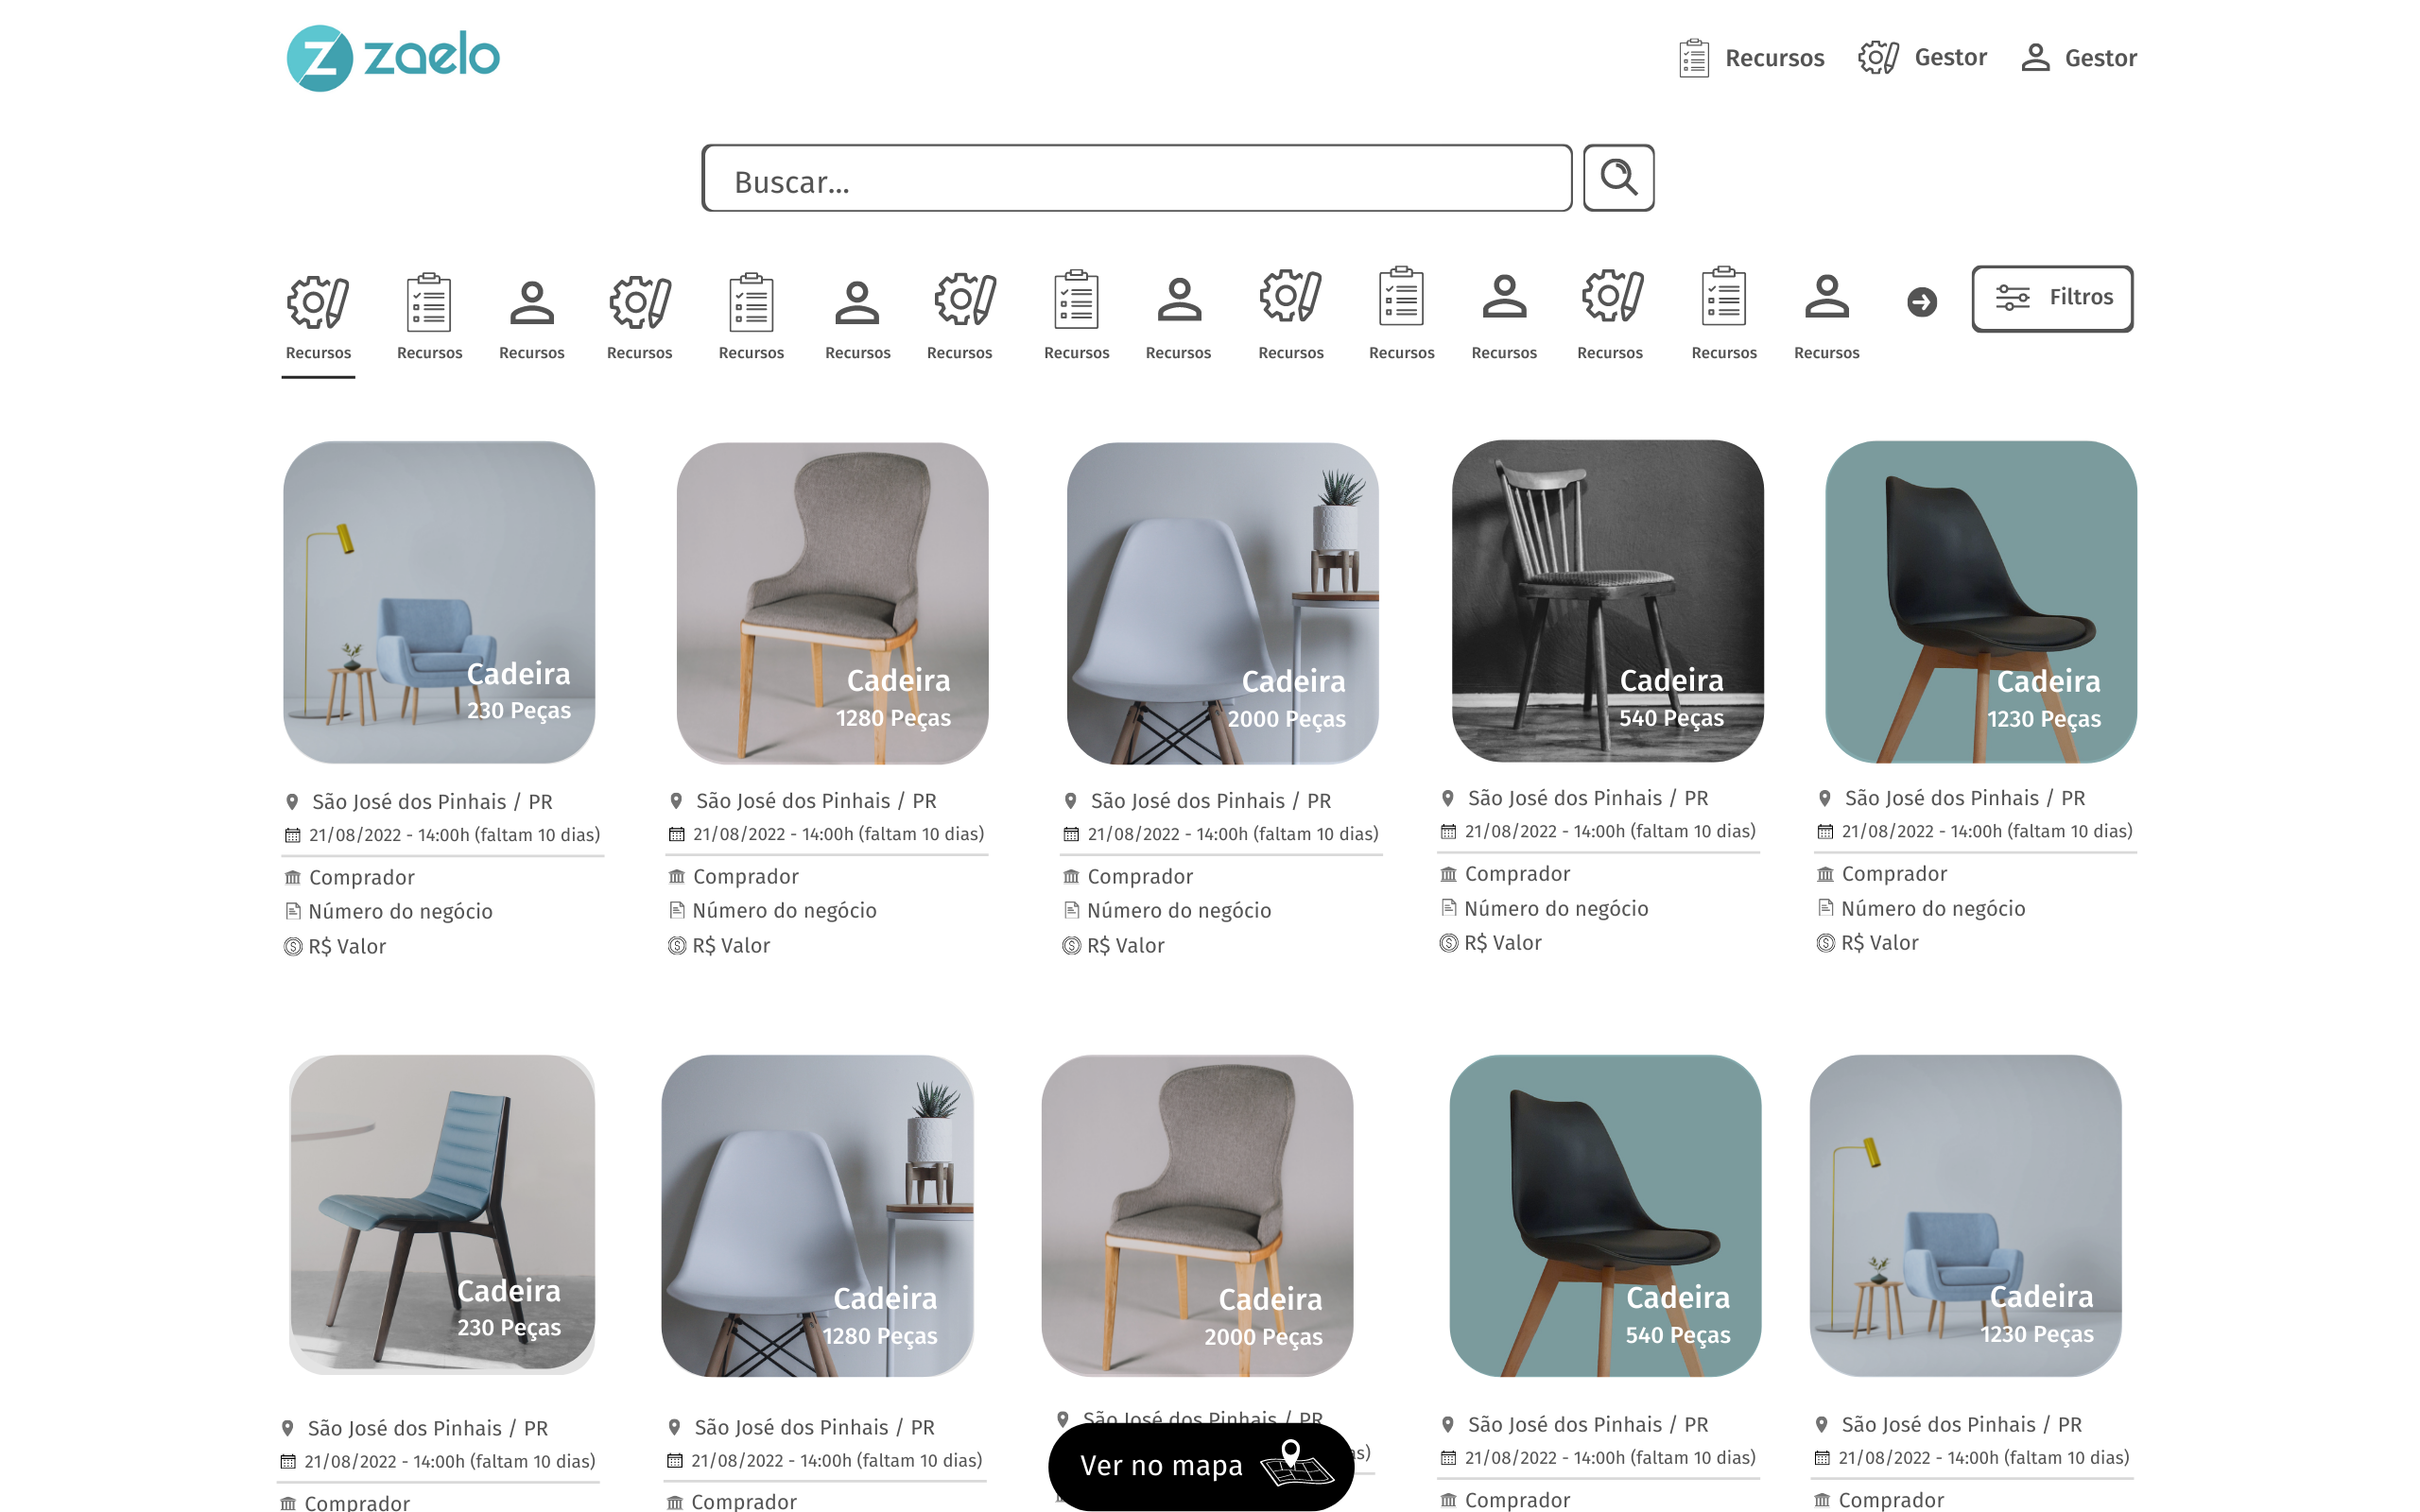 zaelo
Recursos
Gestor
Gestor
Buscar...
Recursos Recursos Recursos Recursos Recursos Recursos Recursos Recursos Recursos Recursos Recursos Recursos Recursos Recursos Recursos
Filtros
Cadeira
230 Peças
São José dos Pinhais / PR
21/08/2022 - 14:00h (faltam 10 dias)
Comprador
Número do negócio
R$ Valor
Cadeira
1280 Peças
São José dos Pinhais / PR
21/08/2022 - 14:00h (faltam 10 dias)
Comprador
Número do negócio
R$ Valor
Cadeira
2000 Peças
São José dos Pinhais / PR
21/08/2022 - 14:00h (faltam 10 dias)
Comprador
Número do negócio
R$ Valor
Cadeira
540 Peças
São José dos Pinhais / PR
21/08/2022 - 14:00h (faltam 10 dias)
Comprador
Número do negócio
R$ Valor
Cadeira
1230 Peças
São José dos Pinhais / PR
21/08/2022 - 14:00h (faltam 10 dias)
Comprador
Número do negócio
R$ Valor
Cadeira
230 Peças
São José dos Pinhais / PR
21/08/2022 - 14:00h (faltam 10 dias)
Comprador
Cadeira
1280 Peças
São José dos Pinhais / PR
21/08/2022 - 14:00h (faltam 10 dias)
Comprador
Cadeira
2000 Peças
São José dos Pinhais / PR
Ver no mapa
Cadeira
540 Peças
São José dos Pinhais / PR
21/08/2022 - 14:00h (faltam 10 dias)
Comprador
Cadeira
1230 Peças
São José dos Pinhais / PR
21/08/2022 - 14:00h (faltam 10 dias)
Comprador